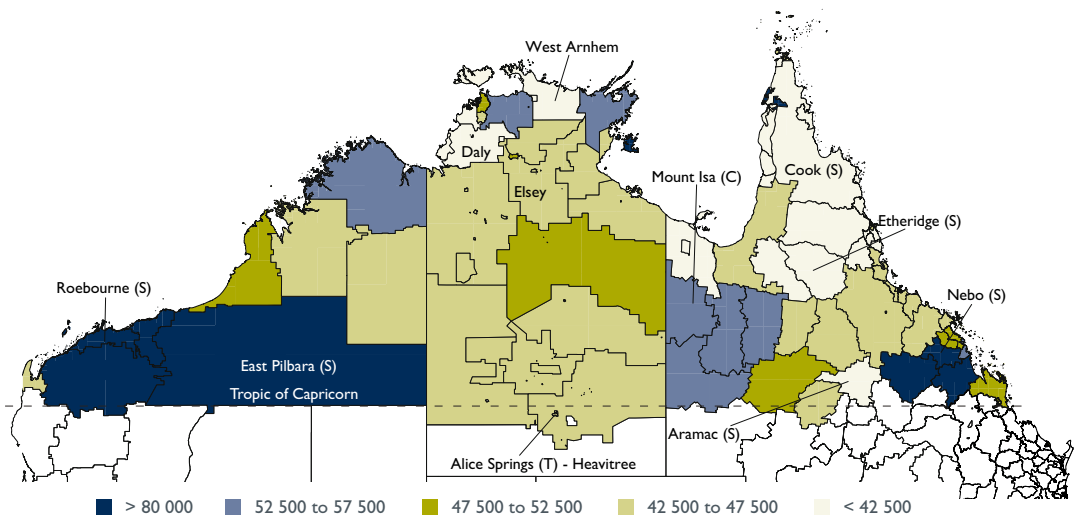 West Arnhem
Daly
Elsey
Mount Isa (C)
Cook (S)
Etheridge (S)
Roebourne (S)
Nebo (S)
East Pilbara (S)
Tropic of Capricorn
Aramac (S)
Alice Springs (T) - Heavitree
> 80 000
52 500 to 57 500
47 500 to 52 500
42 500 to 47 500
< 42 500